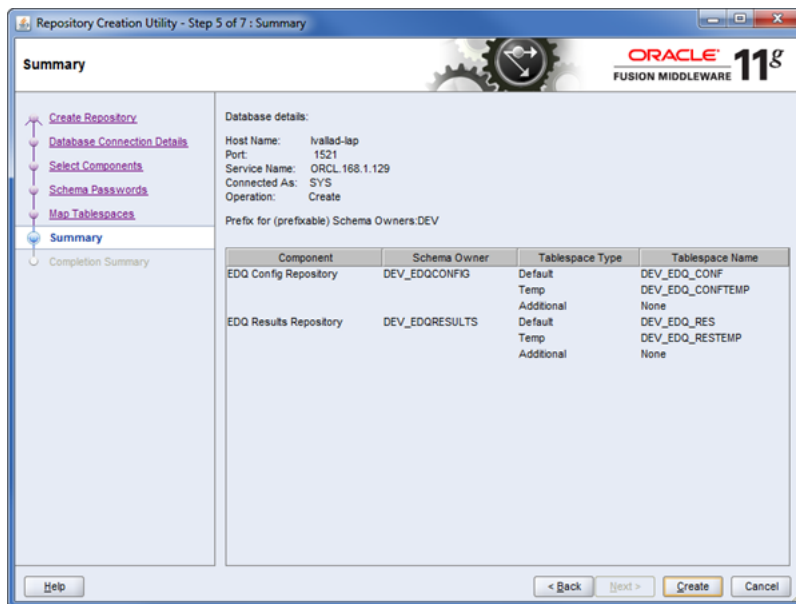 Repository Creation Utility - Step 5 of 7 : Summary
Summary
ORACLE
FUSION MIDDLEWARE 11g
Create Repository
Database Connection Details
Select Components
Schema Passwords
Map Tablespaces
Summary
Completion Summary
Database details:
Host Name: lvallad-lap
Port: 1521
Service Name: ORCL.168.1.129
Connected As: SYS
Operation: Create
Prefix for (prefixable) Schema Owners:DEV
Component Schema Owner Tablespace Type Tablespace Name
EDQ Config Repository DEV_EDQCONFIG Default DEV_EDQ_CONF
Temp DEV_EDQ_CONFTEMP
Additional None
EDQ Results Repository DEV_EDQRESULTS Default DEV_EDQ_RES
Temp DEV_EDQ_RESTEMP
Additional None
Help < Back Next > Create Cancel